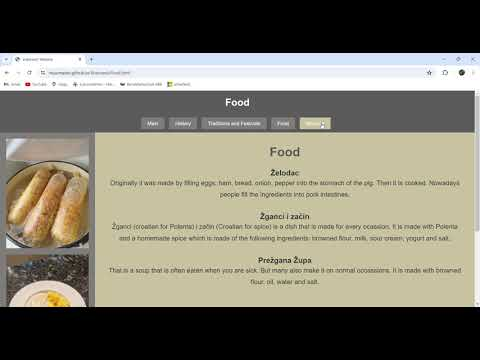 Food
Main
History
Traditions and Festivals
Food
Food
Želodac
Originally it was made by filling eggs, ham, bread, onion, pepper into the stomach of the pig. Then it is cooked. Nowadays
people fill the ingredients into pork intestines.
Žganci i začin
Žganci (croatian for Polenta) i začin (Croatian for spice) is a dish that is made for every ocassion. It is made with Polenta
and a homemade spice which is made of the following ingredients: browned flour, milk, sour cream, yogurt and salt.
Prežgana Župa
That is a soup that is often eaten when you are sick. But many also make it on normal ocosssions. It is made with browned
flour, oil, water and salt.